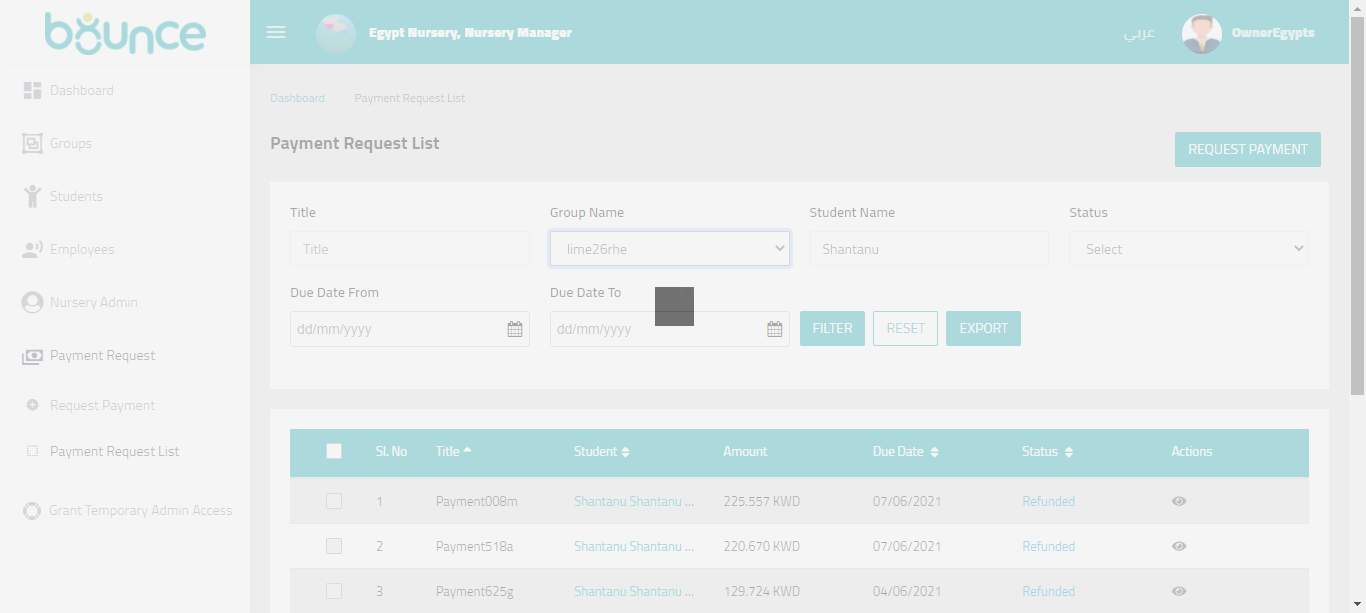 bounce
Egypt Nursery, Nursery Manager
عربي
OwnerEgypts
Dashboard
Groups
Students
Employees
Nursery Admin
Payment Request
Request Payment
Payment Request List
Grant Temporary Admin Access
Dashboard Payment Request List
Payment Request List
REQUEST PAYMENT
Title Group Name Student Name Status
Title lime26rhe Shantanu Select
Due Date From Due Date To
dd/mm/yyyy dd/mm/yyyy FILTER RESET EXPORT
Sl. No Title Student Amount Due Date Status Actions
1 Payment008m Shantanu Shantanu ... 225.557 KWD 07/06/2021 Refunded
2 Payment518a Shantanu Shantanu ... 220.670 KWD 07/06/2021 Refunded
3 Payment625g Shantanu Shantanu ... 129.724 KWD 04/06/2021 Refunded